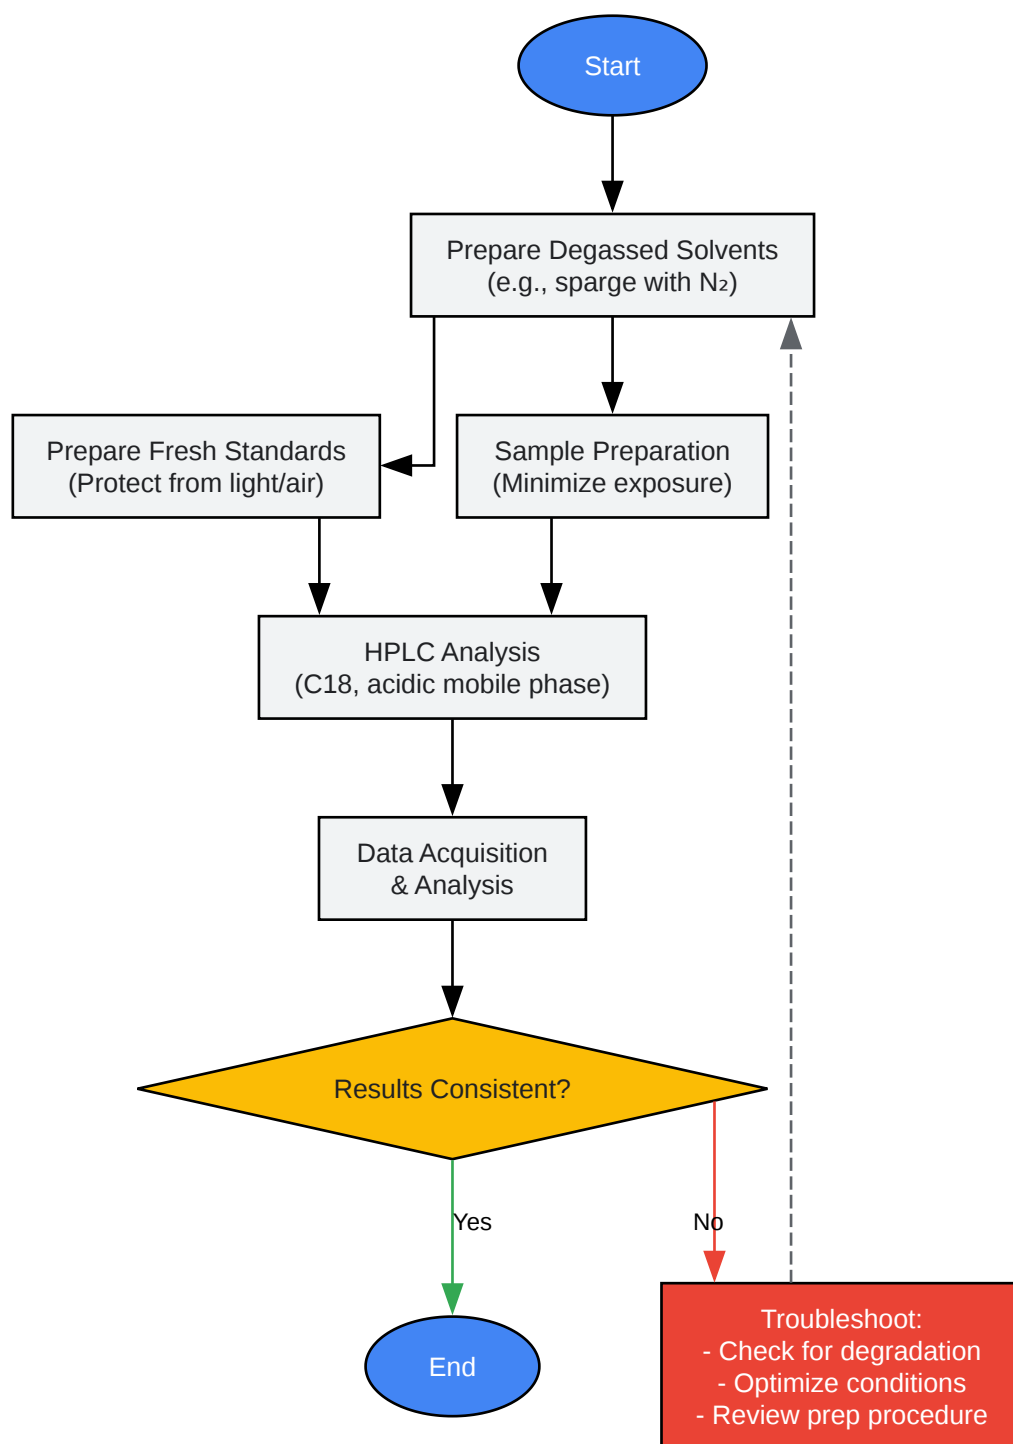 Start
Prepare Degassed Solvents
(e.g., sparge with N₂)
Prepare Fresh Standards
(Protect from light/air)
Sample Preparation
(Minimize exposure)
HPLC Analysis
(C18, acidic mobile phase)
Data Acquisition
& Analysis
Results Consistent?
Yes
No
End
Troubleshoot:
- Check for degradation
- Optimize conditions
- Review prep procedure